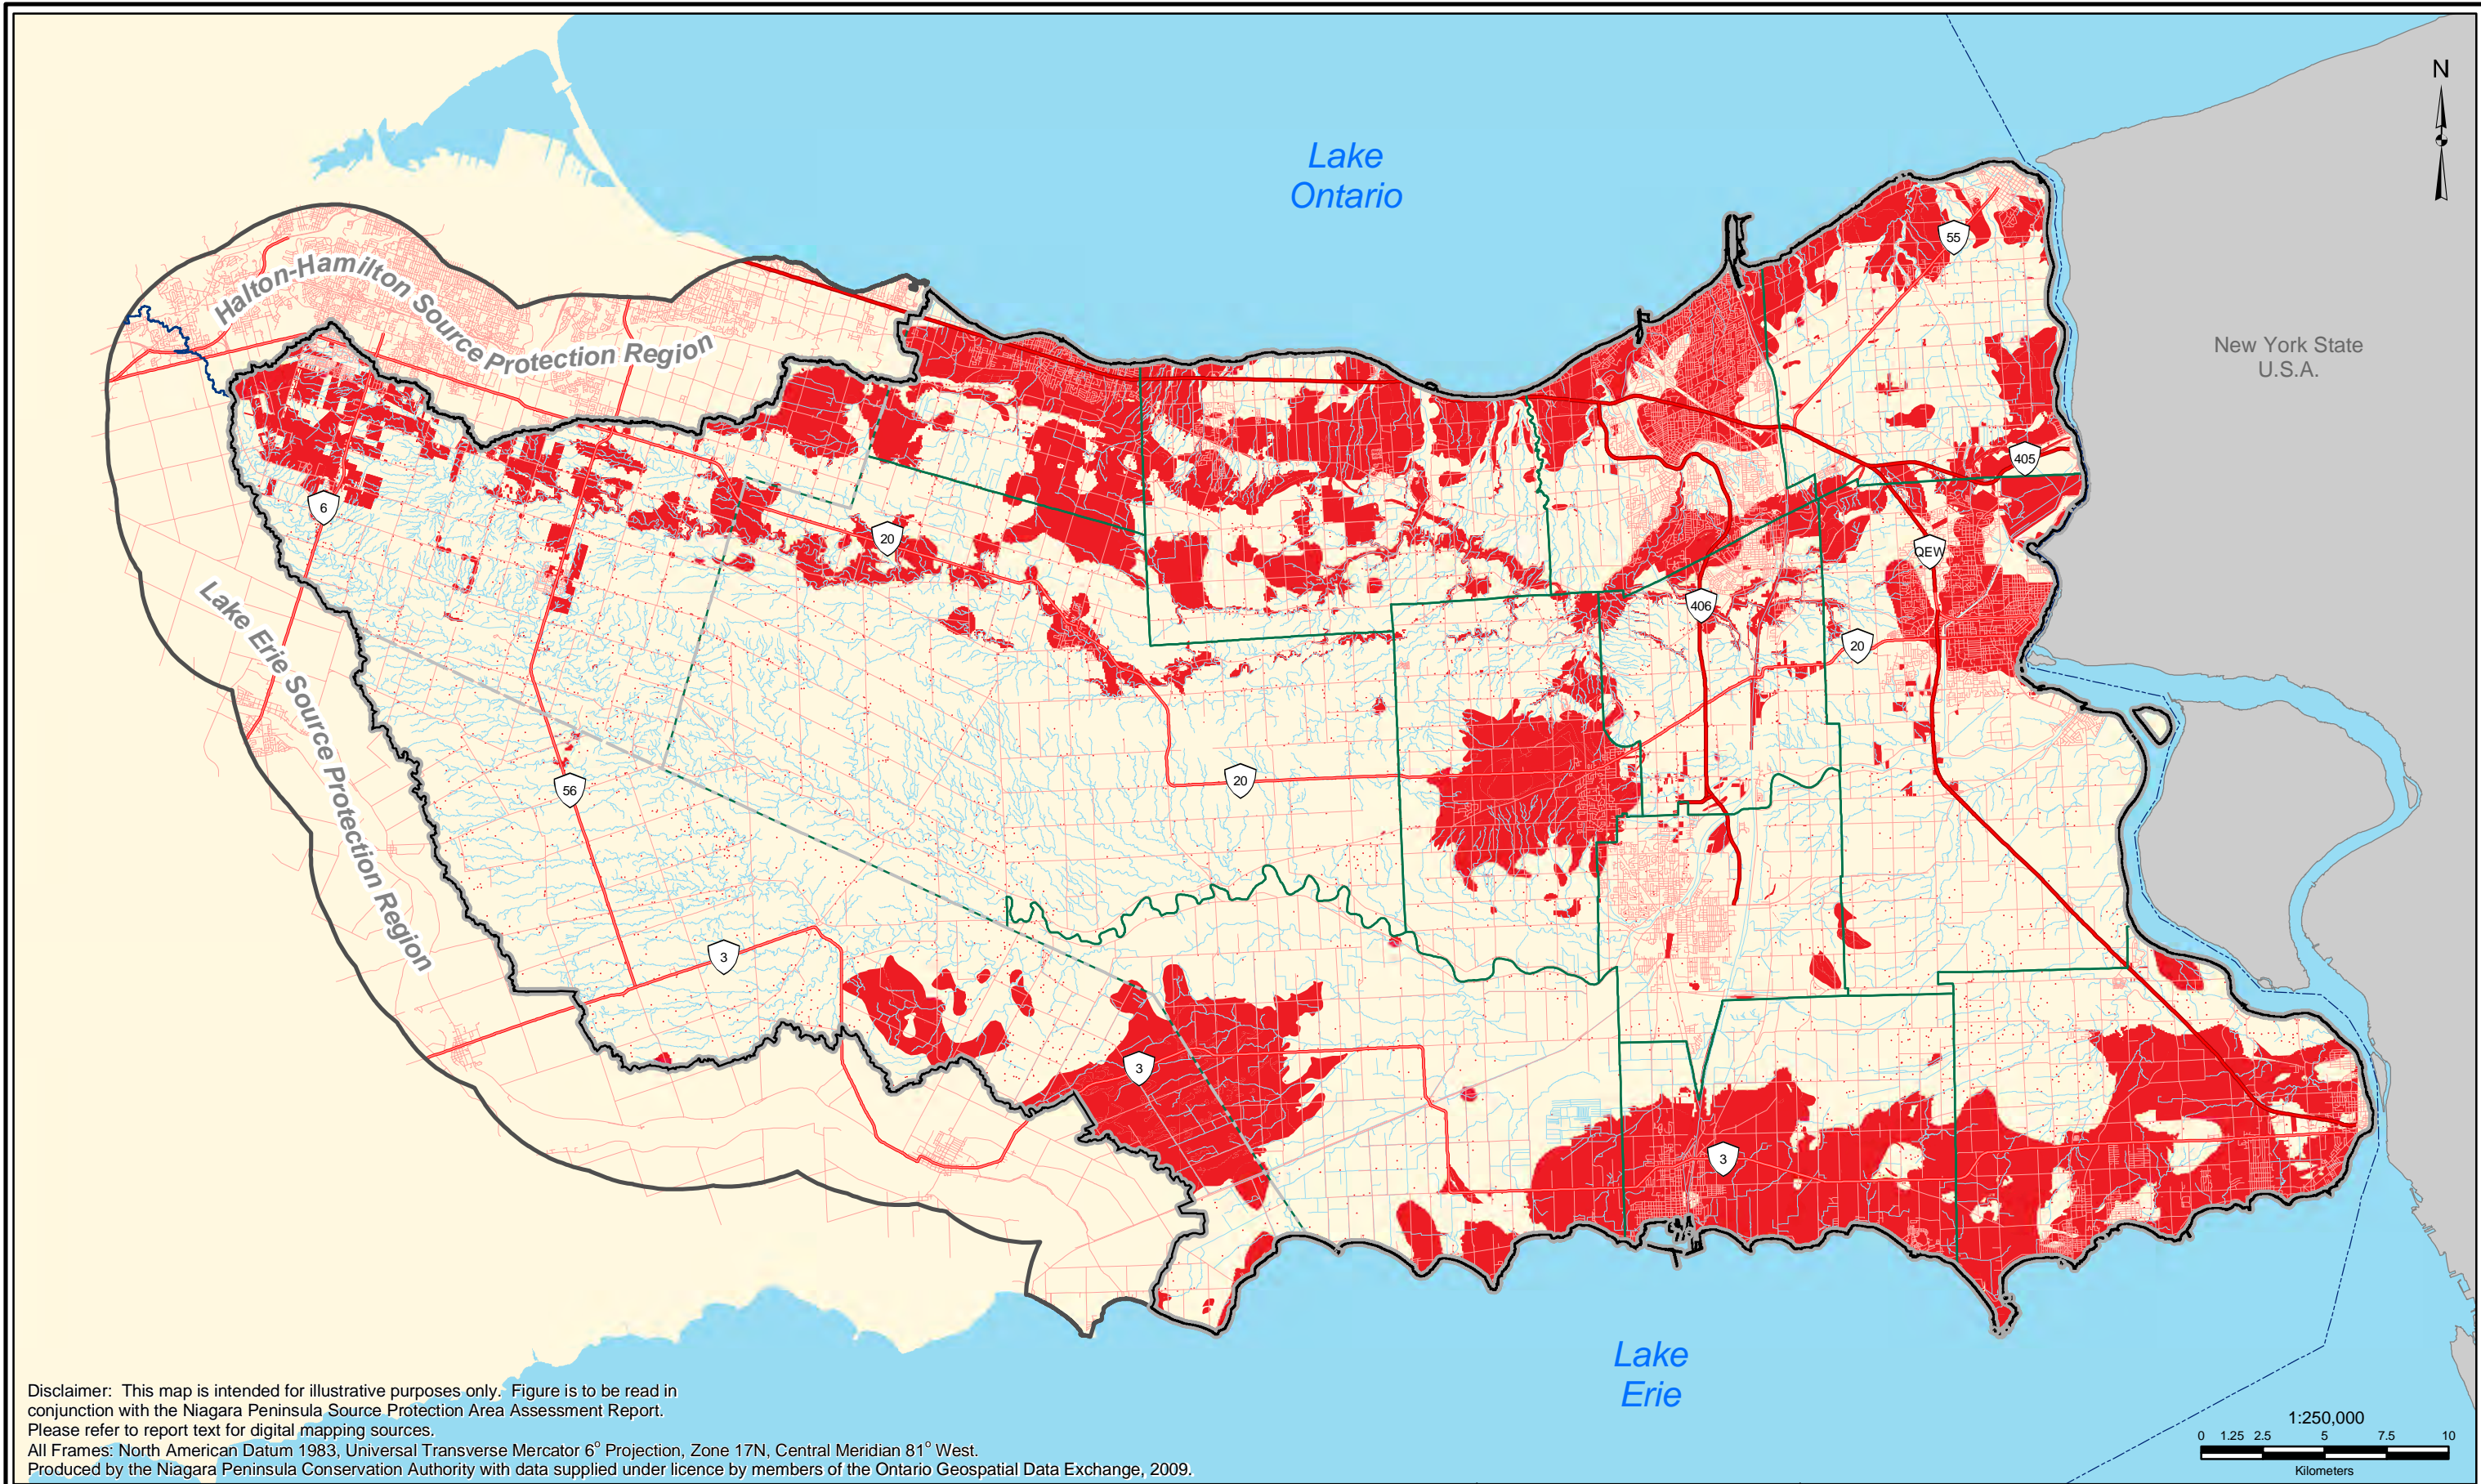 N
Lake
Ontario
55
Halton-Hamilton Source Protection Region
New York State
U.S.A.
405
6
20
QEW
406
20
Lake Erie Source Protection Region
20
56
3
3
3
Lake
Erie
Disclaimer: This map is intended for illustrative purposes only. Figure is to be read in
conjunction with the Niagara Peninsula Source Protection Area Assessment Report.
Please refer to report text for digital mapping sources.
All Frames: North American Datum 1983, Universal Transverse Mercator 6° Projection, Zone 17N, Central Meridian 81° West.
Produced by the Niagara Peninsula Conservation Authority with data supplied under licence by members of the Ontario Geospatial Data Exchange, 2009.
1:250,000
0 1.25 2.5 5 7.5 10
Kilometers